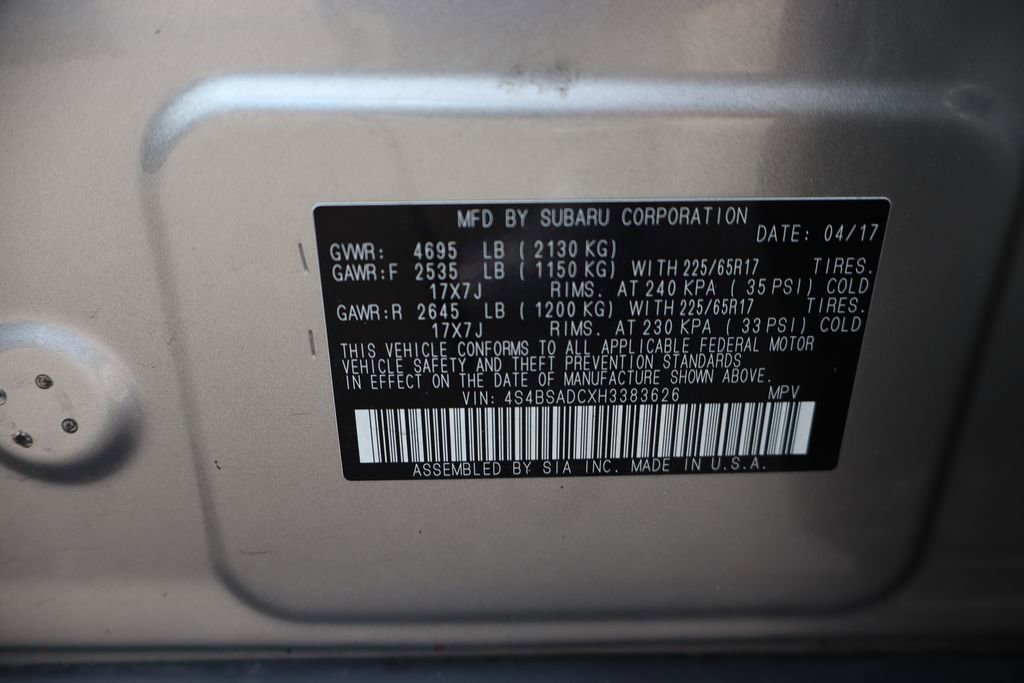 MFD BY SUBARU CORPORATION
DATE: 04/17
GVWR: 4695 LB ( 2130 KG)
GAWR:F 2535 LB ( 1150 KG) WITH 225/65R17 TIRES.
17X7J RIMS. AT 240 KPA ( 35 PSI) COLD
GAWR:R 2645 LB ( 1200 KG) WITH 225/65R17 TIRES.
17X7J RIMS. AT 230 KPA ( 33 PSI) COLD
THIS VEHICLE CONFORMS TO ALL APPLICABLE FEDERAL MOTOR
VEHICLE SAFETY AND THEFT PREVENTION STANDARDS
IN EFFECT ON THE DATE OF MANUFACTURE SHOWN ABOVE.
VIN: 4S4BSADCXH3383626 MPV
ASSEMBLED BY SIA INC. MADE IN U.S.A.